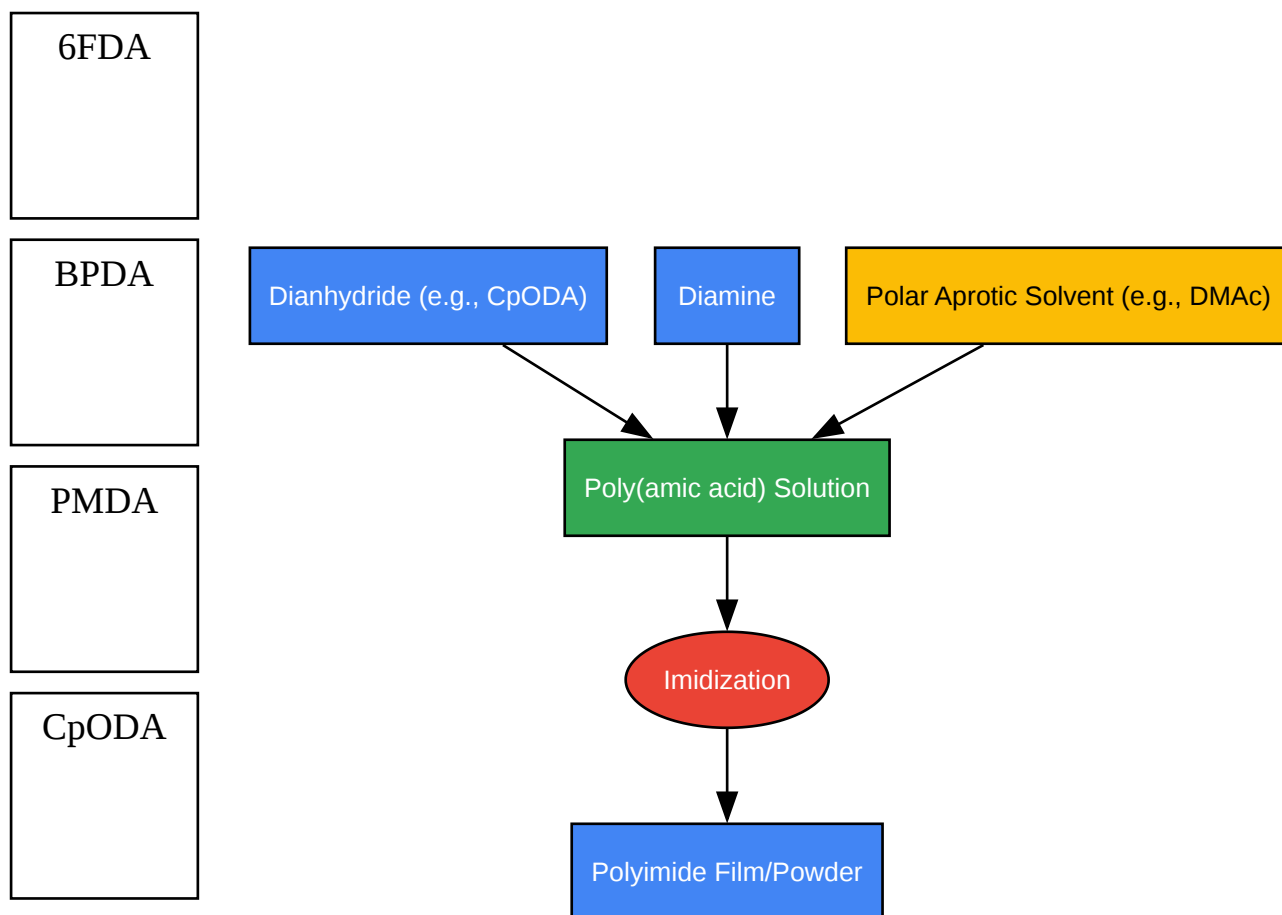 6FDA
BPDA
PMDA
CpODA
Dianhydride (e.g., CpODA)
Diamine
Polar Aprotic Solvent (e.g., DMAc)
Poly(amic acid) Solution
Imidization
Polyimide Film/Powder